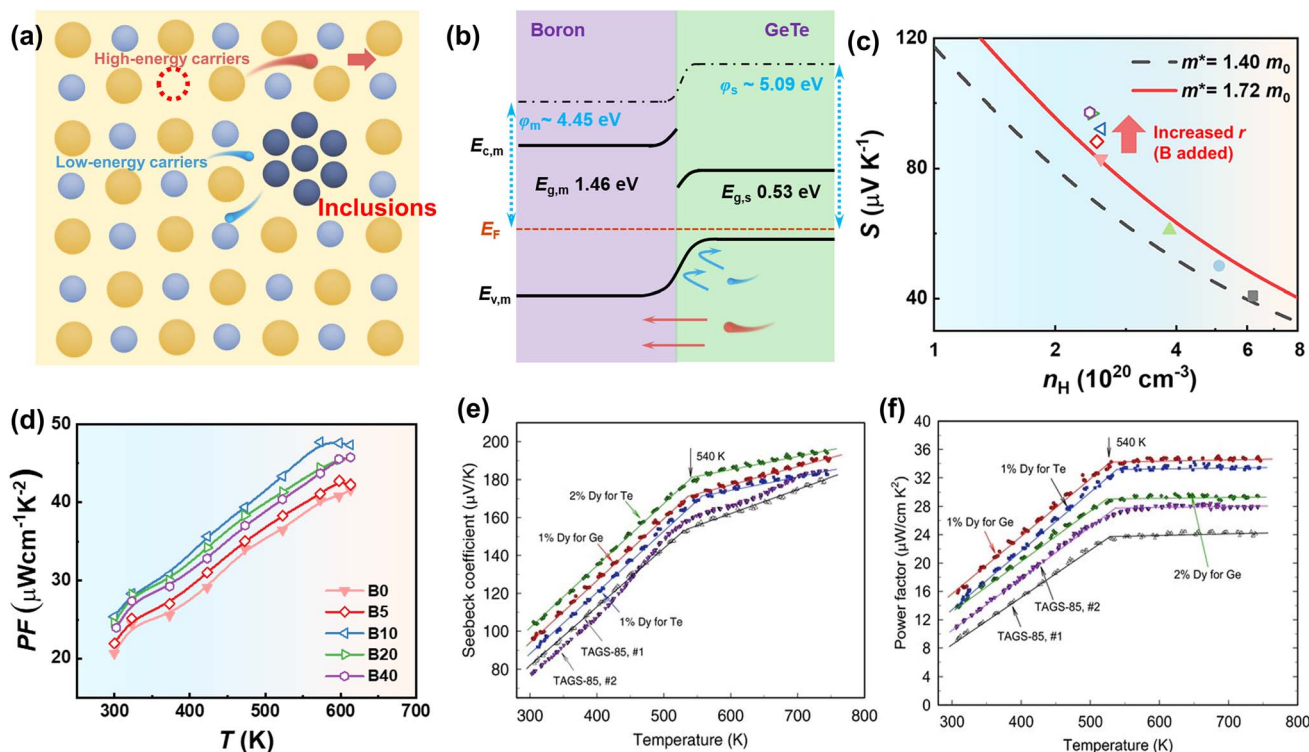 (a)
High-energy carriers
Low-energy carriers
Inclusions
(b)
Boron
GeTe
φm~ 4.45 eV
φs ~ 5.09 eV
Ec,m
Eg,m 1.46 eV
Eg,s 0.53 eV
EF
Ev,m
(c)
120
80
40
S (μV K-1)
m*= 1.40 m0
m*= 1.72 m0
Increased r
(B added)
1
2
4
6
8
nH (10²⁰ cm⁻³)
(d)
50
40
30
20
PF (μWcm⁻¹K⁻²)
B0
B5
B10
B20
B40
300
400
500
600
700
T (K)
(e)
200
180
160
140
120
100
80
Seebeck coefficient (μV/K)
540 K
2% Dy for Te
1% Dy for Ge
1% Dy for Te
TAGS-85, #1
TAGS-85, #2
300
400
500
600
700
800
Temperature (K)
(f)
40
36
32
28
24
20
16
12
8
4
0
Power factor (μW/cm K²)
540 K
1% Dy for Te
1% Dy for Ge
2% Dy for Ge
TAGS-85, #2
TAGS-85, #1
300
400
500
600
700
800
Temperature (K)